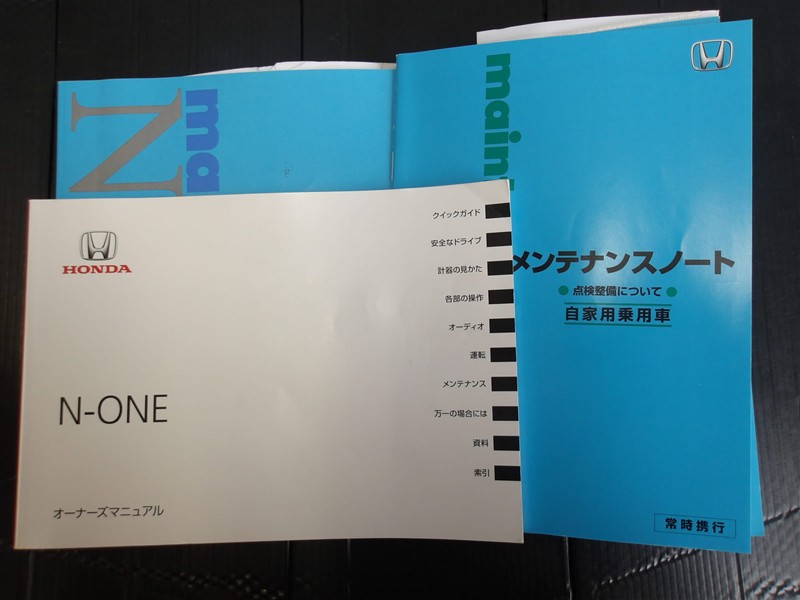 HONDA
N-ONE
オーナーズマニュアル
クイックガイド
安全なドライブ
計器の見かた
各部の操作
オーディオ
運転
メンテナンス
万一の場合には
資料
索引
N
ma
main
メンテナンスノート
● 点検整備について ●
自家用乗用車
常時携行